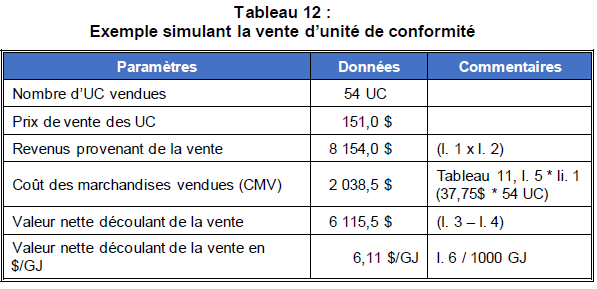 Tableau 12 :
Exemple simulant la vente d’unité de conformité
Paramètres Données Commentaires
Nombre d’UC vendues 54 UC
Prix de vente des UC 151,0 $
Revenus provenant de la vente 8 154,0 $ (l. 1 x l. 2)
Coût des marchandises vendues (CMV) 2 038,5 $ Tableau 11, l. 5 * li. 1
(37,75$ * 54 UC)
Valeur nette découlant de la vente 6 115,5 $ (l. 3 – l. 4)
Valeur nette découlant de la vente en
$/GJ 6,11 $/GJ l. 6 / 1000 GJ